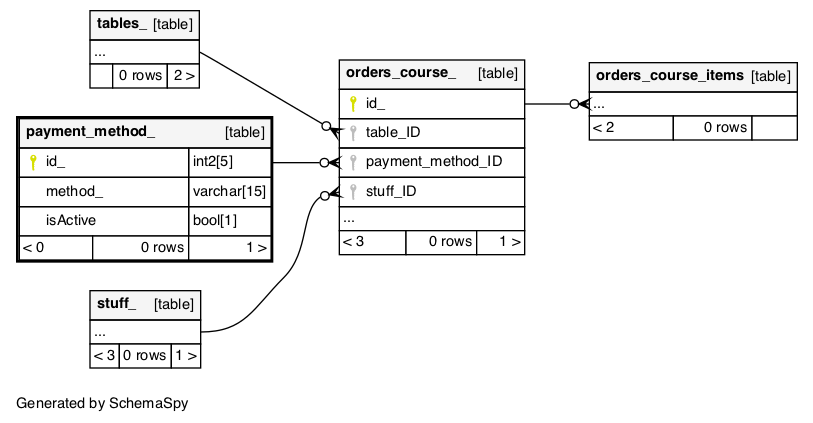 tables_ [table]
...
0 rows 2 >
payment_method_ [table]
id_ int2[5]
method_ varchar[15]
isActive bool[1]
< 0 0 rows 1 >
stuff_ [table]
...
< 3 0 rows 1 >
orders_course_ [table]
id_
table_ID
payment_method_ID
stuff_ID
...
< 3 0 rows 1 >
orders_course_items [table]
...
< 2 0 rows
Generated by SchemaSpy